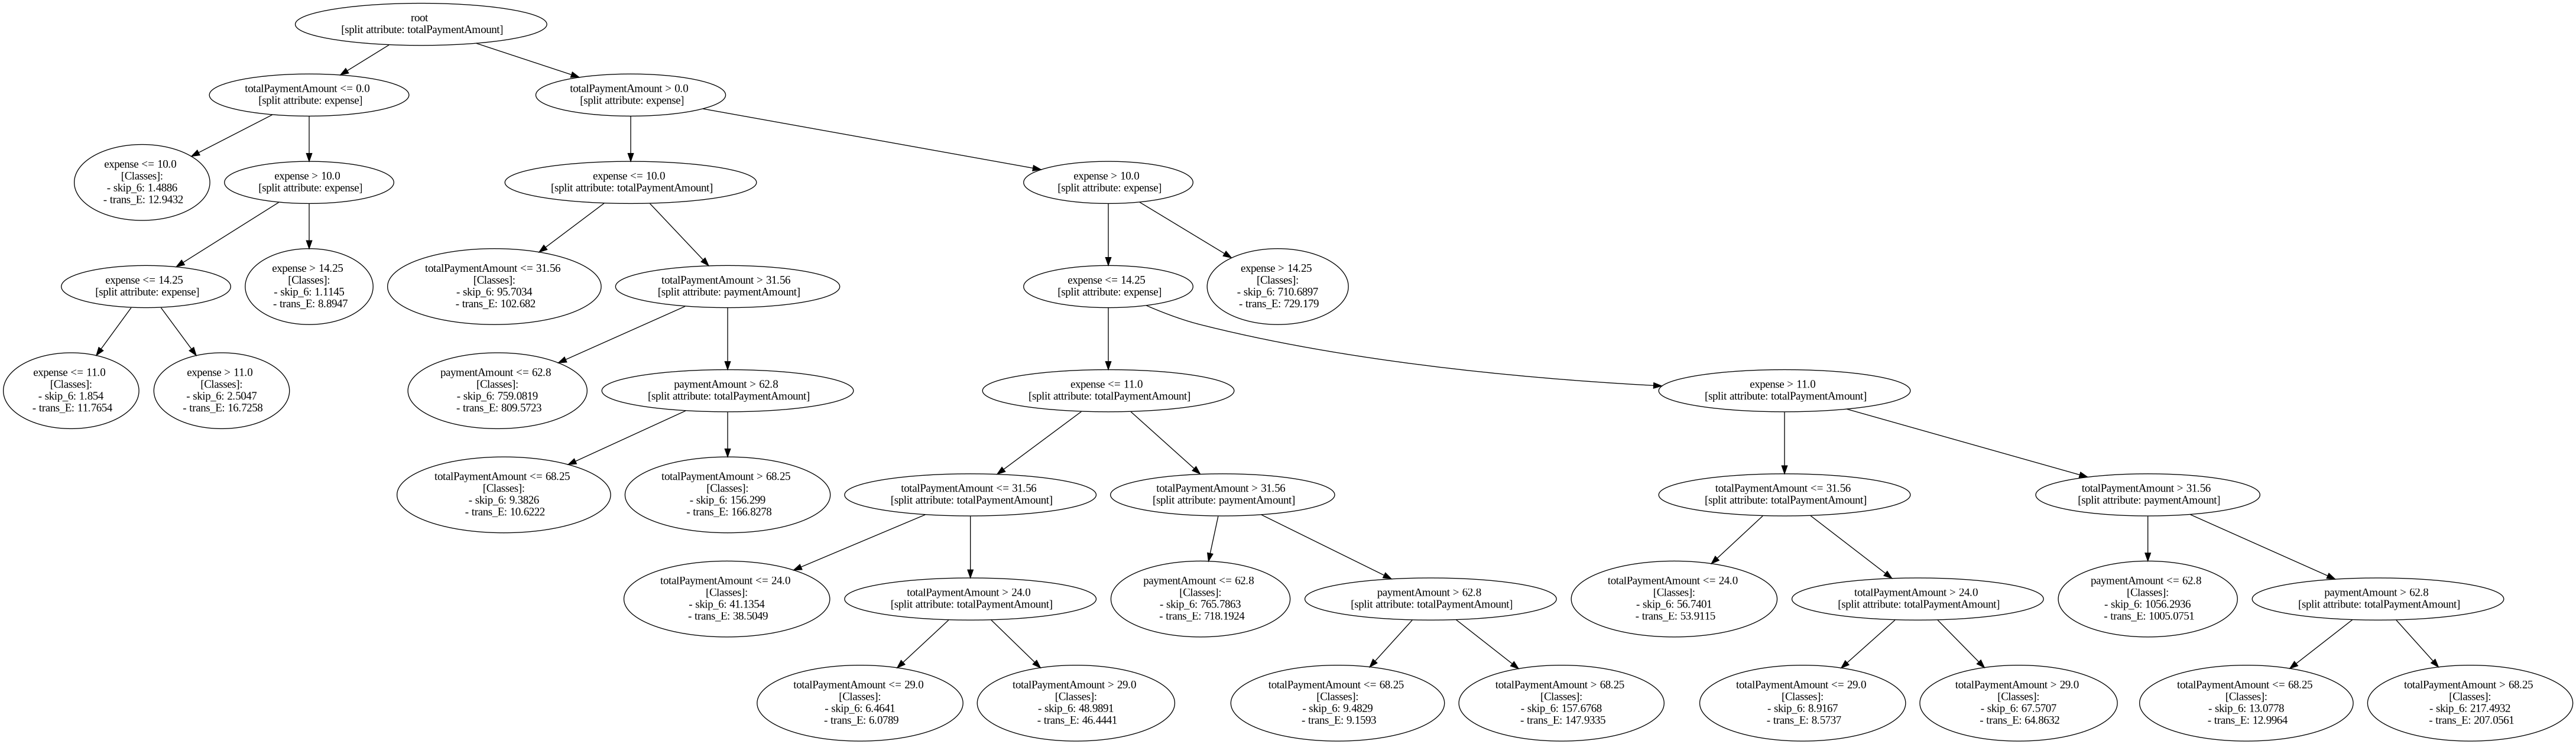 root
[split attribute: totalPaymentAmount]
totalPaymentAmount <= 0.0
[split attribute: expense]
totalPaymentAmount > 0.0
[split attribute: expense]
expense <= 10.0
[Classes]:
- skip_6: 1.4886
- trans_E: 12.9432
expense > 10.0
[split attribute: expense]
expense <= 10.0
[split attribute: totalPaymentAmount]
expense > 10.0
[split attribute: expense]
expense <= 14.25
[split attribute: expense]
expense > 14.25
[Classes]:
- skip_6: 1.1145
- trans_E: 8.8947
totalPaymentAmount <= 31.56
[Classes]:
- skip_6: 95.7034
- trans_E: 102.682
totalPaymentAmount > 31.56
[split attribute: paymentAmount]
expense <= 14.25
[split attribute: expense]
expense > 14.25
[Classes]:
- skip_6: 710.6897
- trans_E: 729.179
expense <= 11.0
[Classes]:
- skip_6: 1.854
- trans_E: 11.7654
expense > 11.0
[Classes]:
- skip_6: 2.5047
- trans_E: 16.7258
paymentAmount <= 62.8
[Classes]:
- skip_6: 759.0819
- trans_E: 809.5723
paymentAmount > 62.8
[split attribute: totalPaymentAmount]
expense <= 11.0
[split attribute: totalPaymentAmount]
expense > 11.0
[split attribute: totalPaymentAmount]
totalPaymentAmount <= 68.25
[Classes]:
- skip_6: 9.3826
- trans_E: 10.6222
totalPaymentAmount > 68.25
[Classes]:
- skip_6: 156.299
- trans_E: 166.8278
totalPaymentAmount <= 31.56
[split attribute: totalPaymentAmount]
totalPaymentAmount > 31.56
[split attribute: paymentAmount]
totalPaymentAmount <= 31.56
[split attribute: totalPaymentAmount]
totalPaymentAmount > 31.56
[split attribute: paymentAmount]
totalPaymentAmount <= 24.0
[Classes]:
- skip_6: 41.1354
- trans_E: 38.5049
totalPaymentAmount > 24.0
[split attribute: totalPaymentAmount]
paymentAmount <= 62.8
[Classes]:
- skip_6: 765.7863
- trans_E: 718.1924
paymentAmount > 62.8
[split attribute: totalPaymentAmount]
totalPaymentAmount <= 24.0
[Classes]:
- skip_6: 56.7401
- trans_E: 53.9115
totalPaymentAmount > 24.0
[split attribute: totalPaymentAmount]
paymentAmount <= 62.8
[Classes]:
- skip_6: 1056.2936
- trans_E: 1005.0751
paymentAmount > 62.8
[split attribute: totalPaymentAmount]
totalPaymentAmount <= 29.0
[Classes]:
- skip_6: 6.4641
- trans_E: 6.0789
totalPaymentAmount > 29.0
[Classes]:
- skip_6: 48.9891
- trans_E: 46.4441
totalPaymentAmount <= 68.25
[Classes]:
- skip_6: 9.4829
- trans_E: 9.1593
totalPaymentAmount > 68.25
[Classes]:
- skip_6: 157.6768
- trans_E: 147.9335
totalPaymentAmount <= 29.0
[Classes]:
- skip_6: 8.9167
- trans_E: 8.5737
totalPaymentAmount > 29.0
[Classes]:
- skip_6: 67.5707
- trans_E: 64.8632
totalPaymentAmount <= 68.25
[Classes]:
- skip_6: 13.0778
- trans_E: 12.9964
totalPaymentAmount > 68.25
[Classes]:
- skip_6: 217.4932
- trans_E: 207.0561